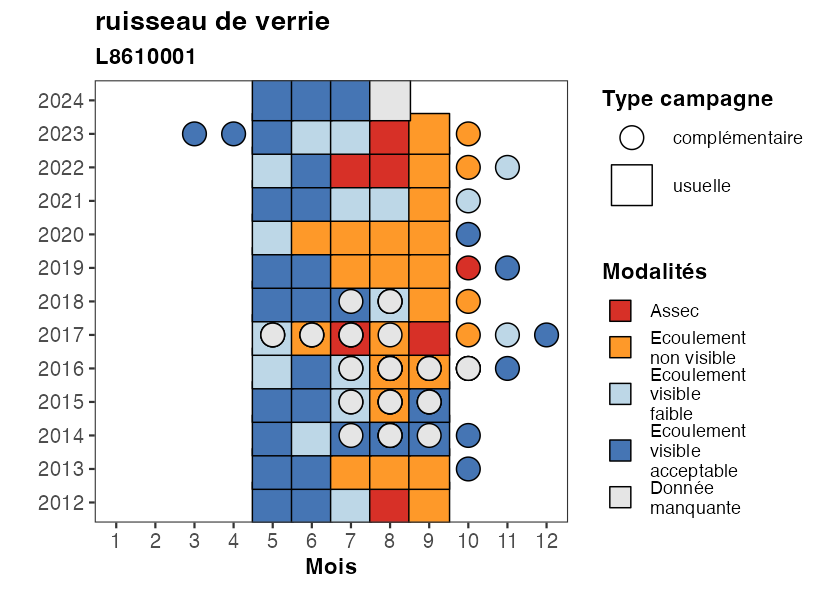 ruisseau de verrie
L8610001
2024
2023
2022
2021
2020
2019
2018
2017
2016
2015
2014
2013
2012
1 2 3 4 5 6 7 8 9 10 11 12
Mois
Type campagne
complémentaire
usuelle
Modalités
Assec
Ecoulement
non visible
Ecoulement
visible
faible
Ecoulement
visible
acceptable
Donnée
manquante